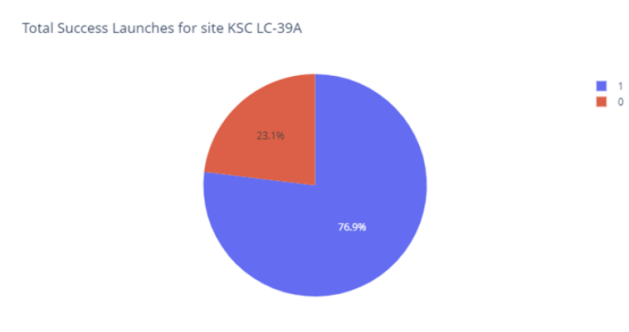 Total Success Launches for site KSC LC-39A
1
0
23.1%
76.9%